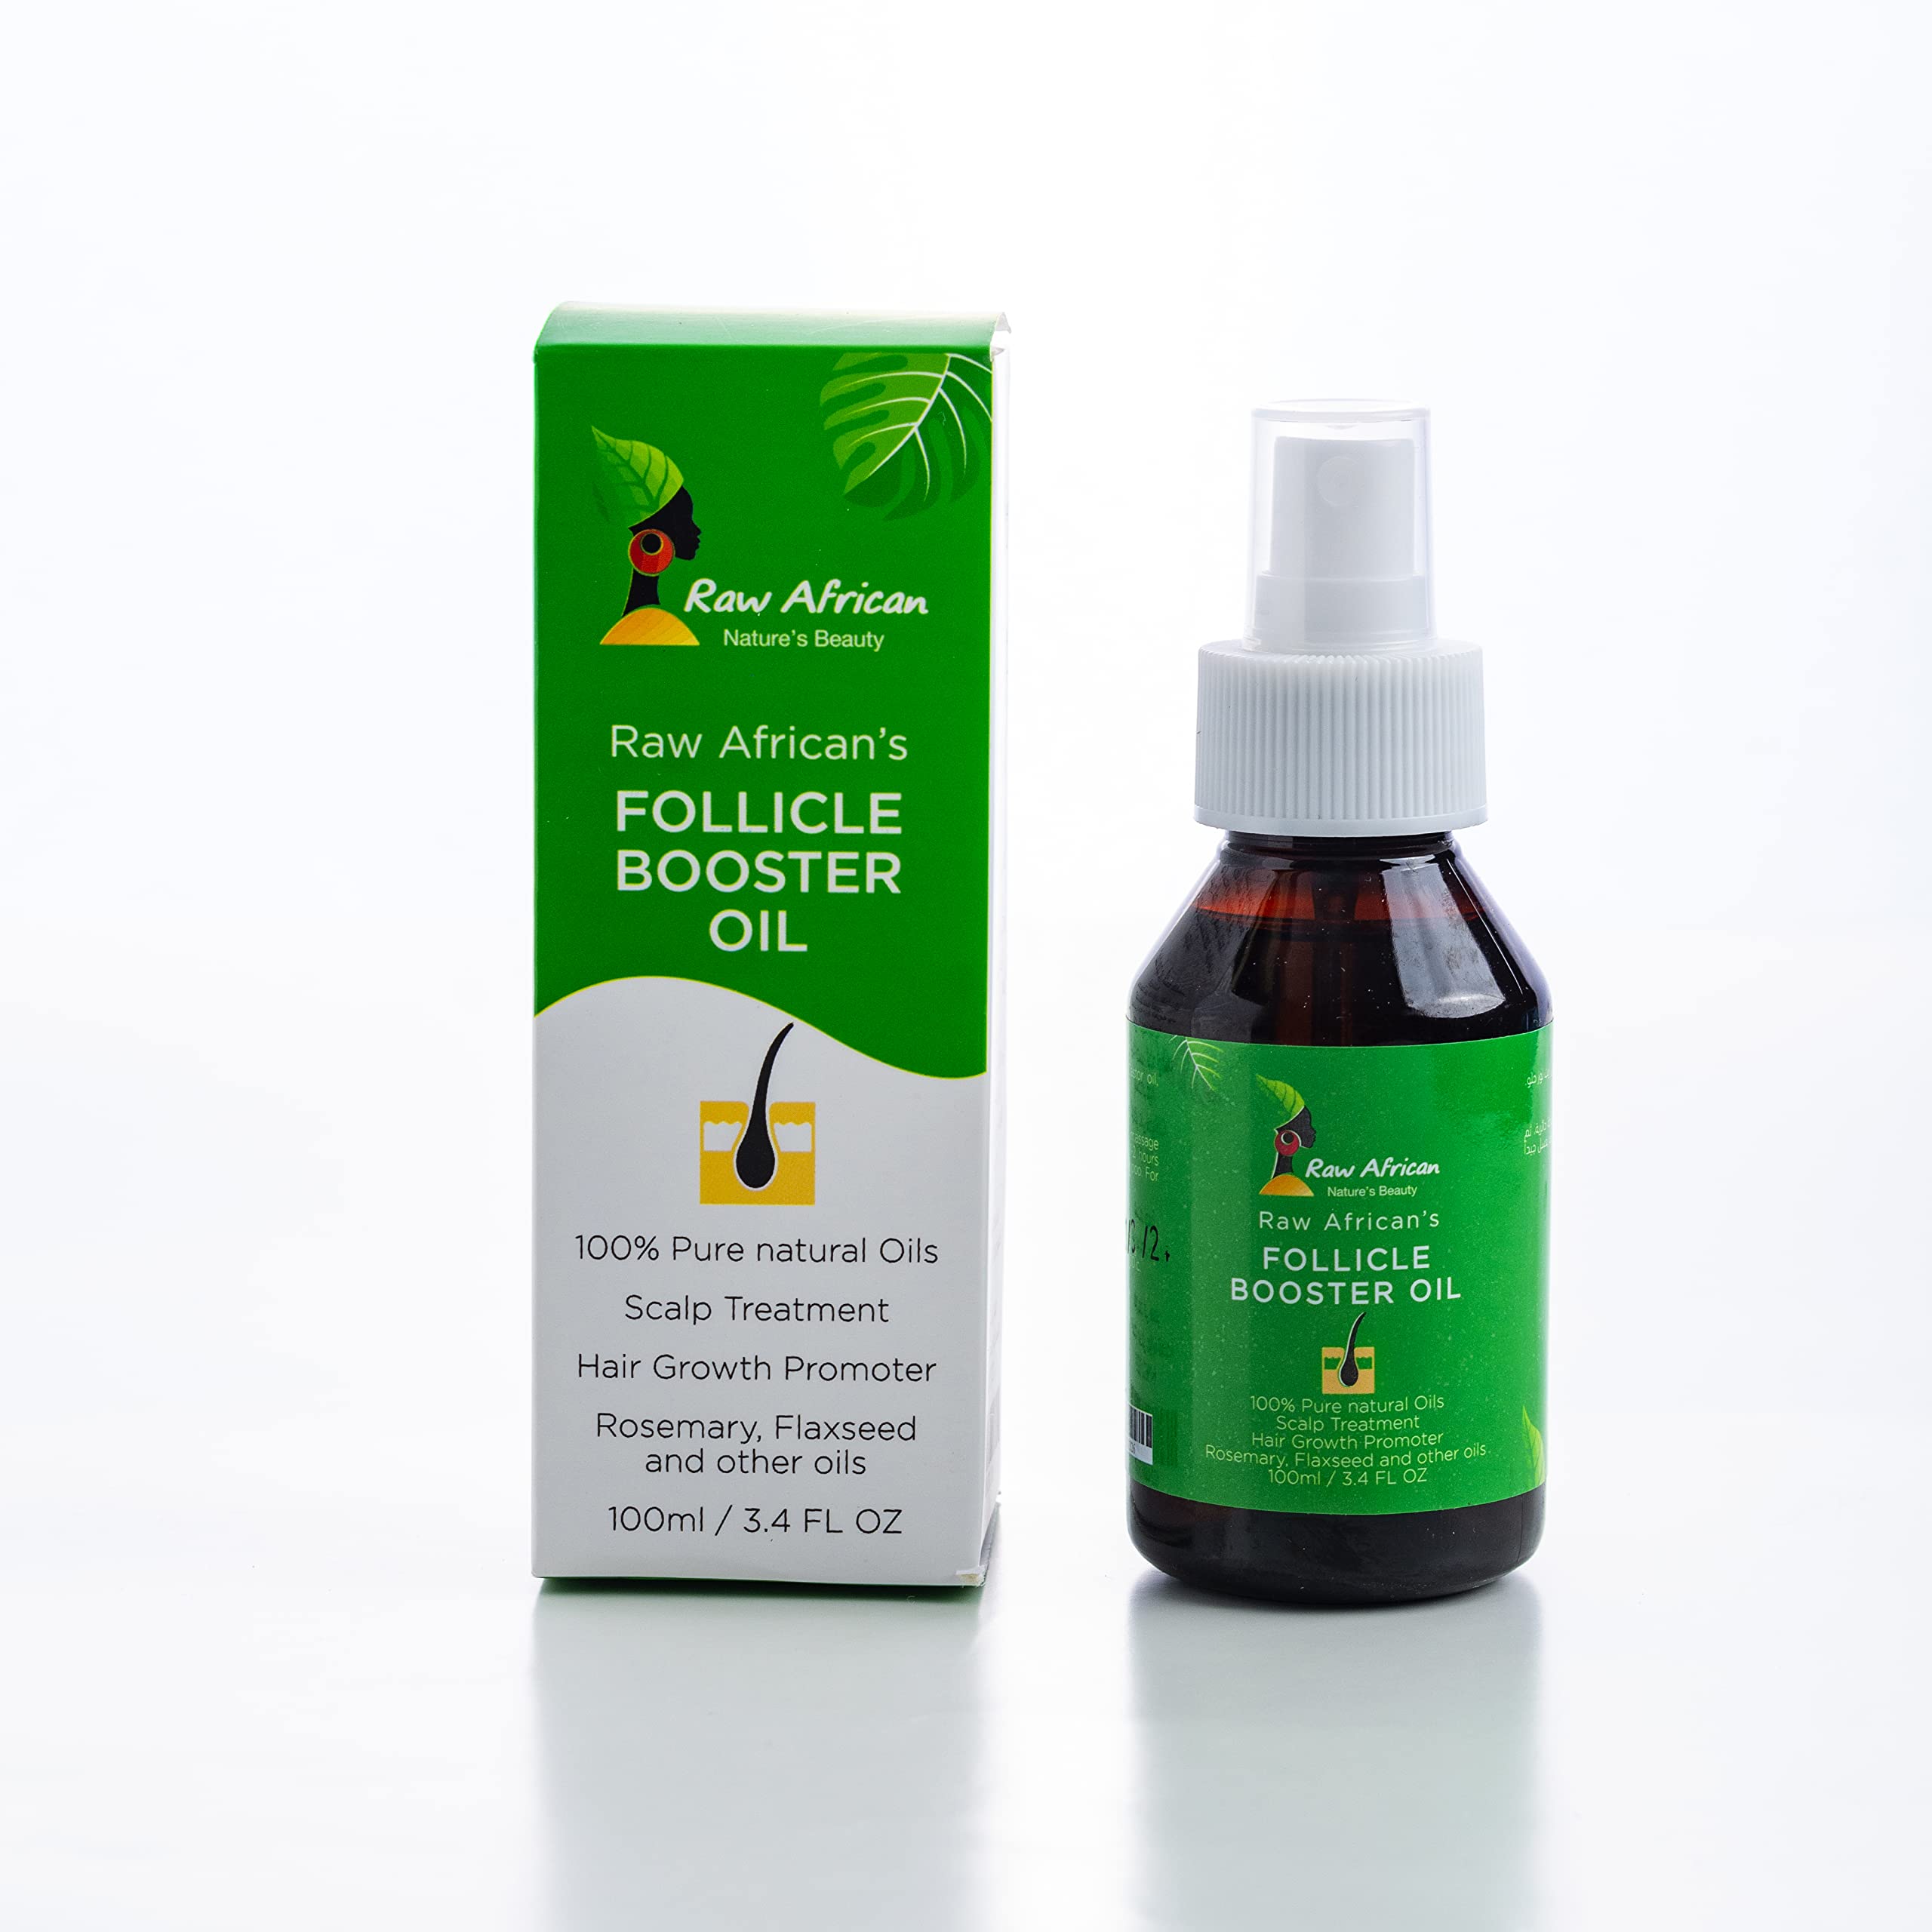 Raw African
Nature's Beauty
Raw African's
FOLLICLE
BOOSTER
OIL
100% Pure natural Oils
Scalp Treatment
Hair Growth Promoter
Rosemary, Flaxseed
and other oils
100ml / 3.4 FL OZ
Raw African
Nature's Beauty
Raw African's
FOLLICLE
BOOSTER OIL
100% Pure natural Oils
Scalp Treatment
Hair Growth Promoter
Rosemary, Flaxseed and other oils
100ml / 3.4 FL OZ
oil
For